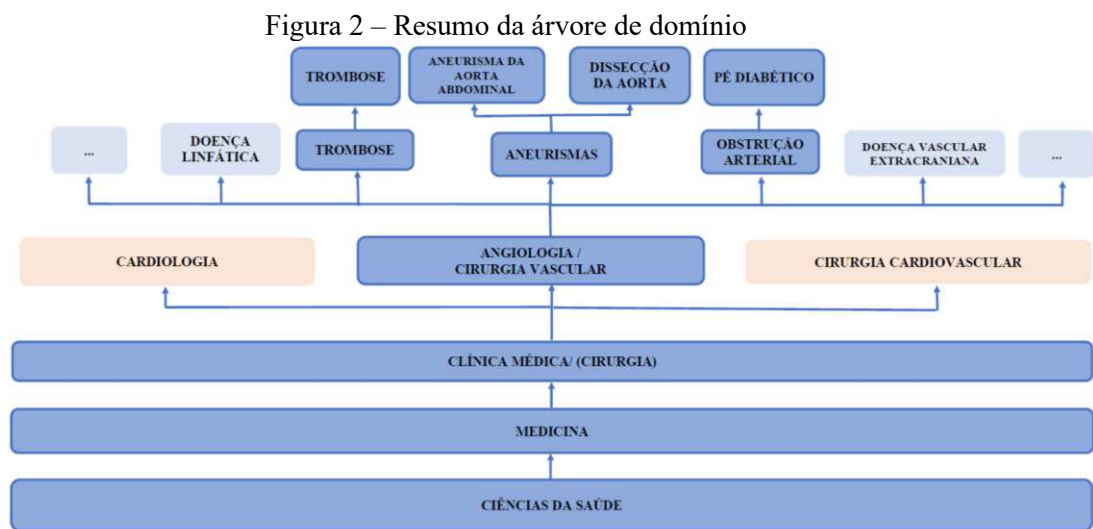 Figura 2 – Resumo da árvore de domínio
TROMBOSE
ANEURISMA DA
AORTA
ABDOMINAL
DISSECÇÃO
DA AORTA
PÉ DIABÉTICO
...
DOENÇA
LINFÁTICA
TROMBOSE
ANEURISMAS
OBSTRUÇÃO
ARTERIAL
DOENÇA VASCULAR
EXTRACRANIANA
...
CARDIOLOGIA
ANGIOLOGIA /
CIRURGIA VASCULAR
CIRURGIA CARDIOVASCULAR
CLÍNICA MÉDICA/ (CIRURGIA)
MEDICINA
CIÊNCIAS DA SAÚDE